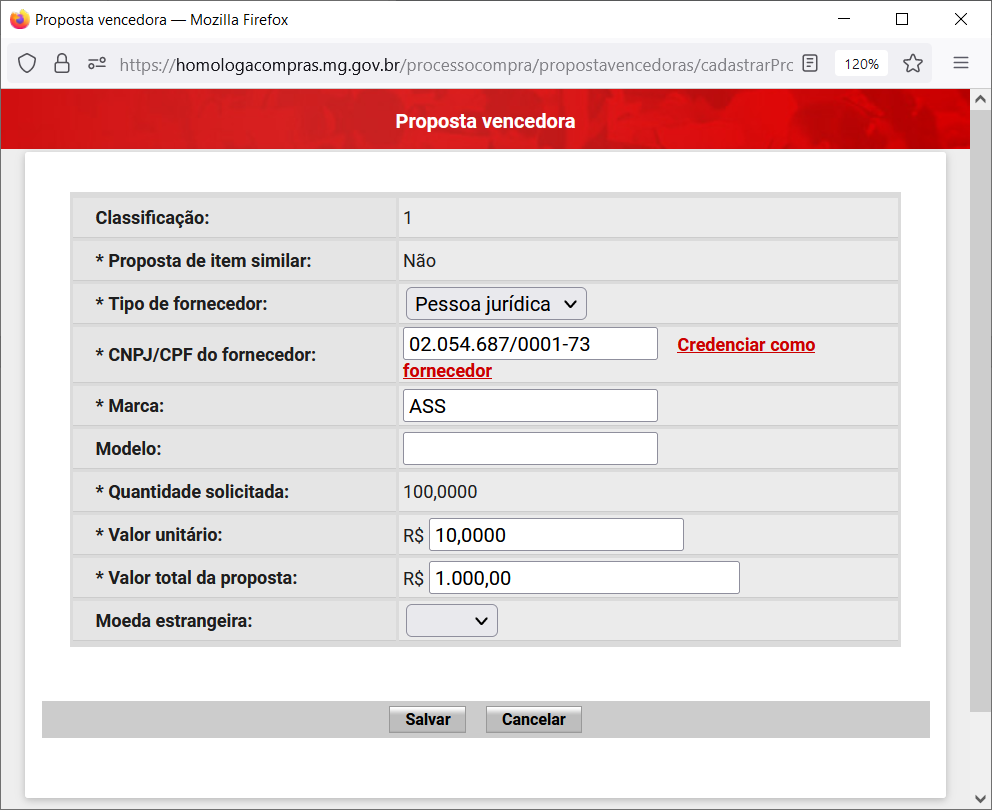 Proposta vencedora — Mozilla Firefox
https://homologacompras.mg.gov.br/processocompra/propostavencedoras/cadastrarPrc
120%
Proposta vencedora
Classificação: 1
* Proposta de item similar: Não
* Tipo de fornecedor: Pessoa jurídica
* CNPJ/CPF do fornecedor: 02.054.687/0001-73 Credenciar como
fornecedor
* Marca: ASS
Modelo:
* Quantidade solicitada: 100,0000
* Valor unitário: R$ 10,0000
* Valor total da proposta: R$ 1.000,00
Moeda estrangeira:
Salvar Cancelar